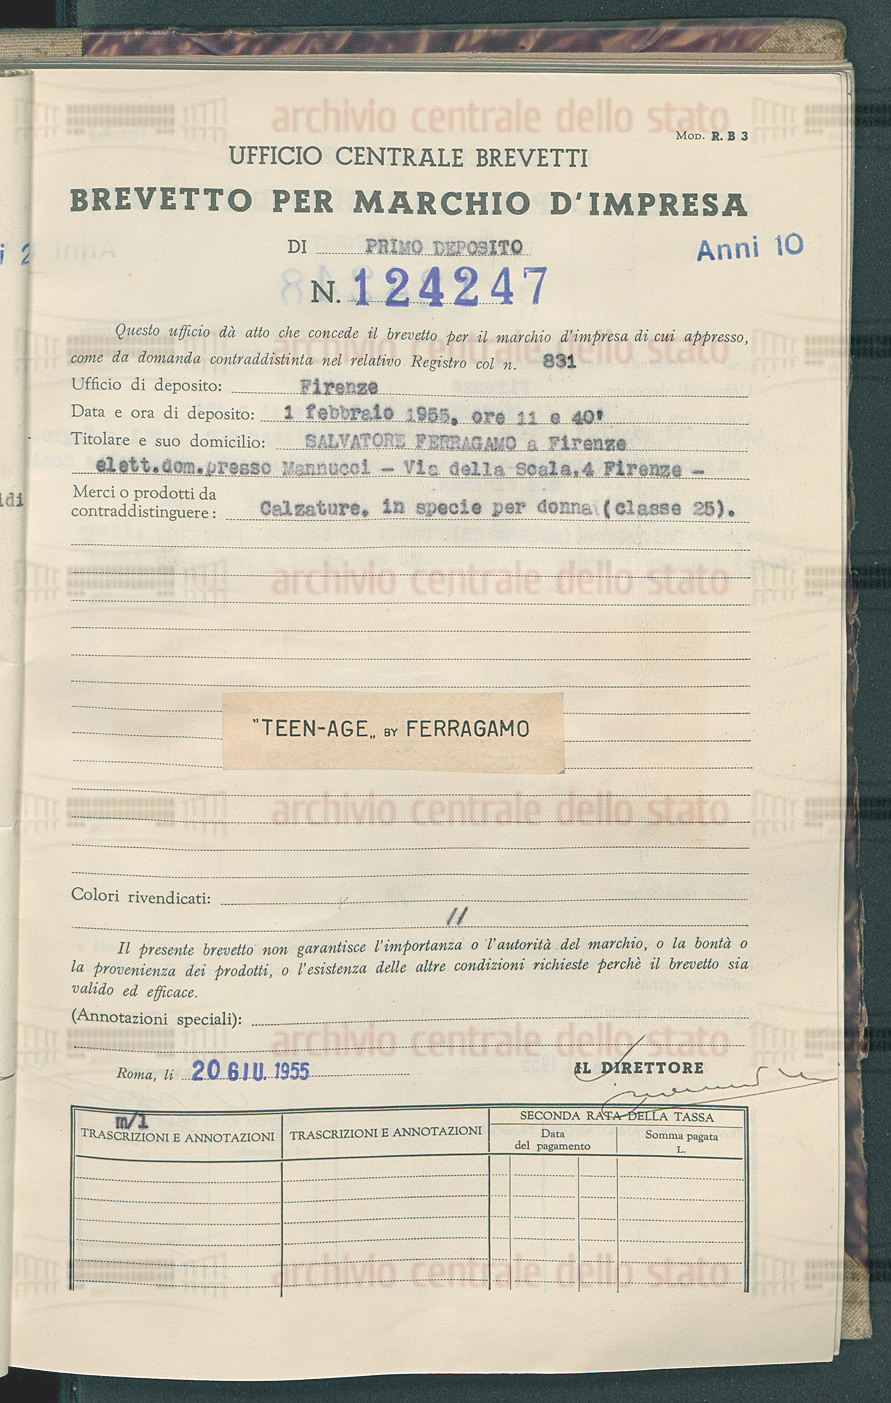 archivio centrale dello stato
MOD. R. B 3
UFFICIO CENTRALE BREVETTI
BREVETTO PER MARCHIO D'IMPRESA
DI PRIMO DEPOSITO
Anni 10
N. 124247
Questo ufficio dà atto che concede il brevetto per il marchio d'impresa di cui appresso,
archivio centrale dello stato
come da domanda contraddistinta nel relativo Registro col n. 831
Ufficio di deposito: Firenze
Data e ora di deposito: 1 febbraio 1955, ore 11 e 40'
Titolare e suo domicilio: SALVATORE FERRAGAMO a Firenze
elett.dom.presso Mannucci - Via della Scala,4 Firenze -
Merci o prodotti da
contraddistinguere: Calzature, in specie per donna (classe 25).
archivio centrale dello stato
"TEEN-AGE„ BY FERRAGAMO
archivio centrale dello stato
Colori rivendicati:
//
Il presente brevetto non garantisce l'importanza o l'autorità del marchio, o la bontà o
la provenienza dei prodotti, o l'esistenza delle altre condizioni richieste perchè il brevetto sia
valido ed efficace.
(Annotazioni speciali):
archivio centrale dello stato
Roma, li 20 GIU. 1955
IL DIRETTORE
m/l
TRASCRIZIONI E ANNOTAZIONI
TRASCRIZIONI E ANNOTAZIONI
SECONDA RATA DELLA TASSA
Data
del pagamento
Somma pagata
L.
archivio centrale dello stato